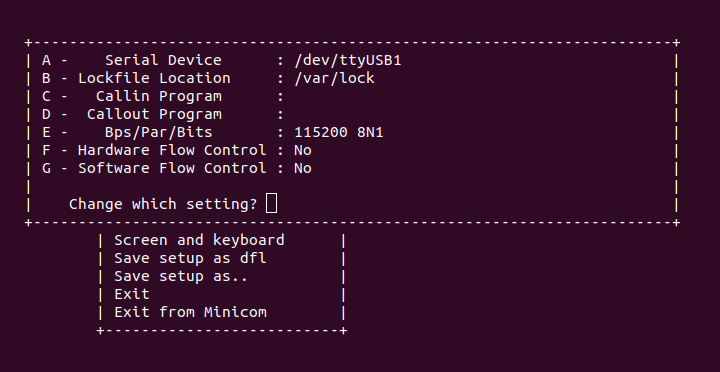 +-----------------------------------------------------------------------+
| A -    Serial Device      : /dev/ttyUSB1                              |
| B - Lockfile Location     : /var/lock                                 |
| C -   Callin Program      :                                           |
| D -  Callout Program      :                                           |
| E -    Bps/Par/Bits       : 115200 8N1                                |
| F - Hardware Flow Control : No                                        |
| G - Software Flow Control : No                                        |
|                                                                       |
|    Change which setting?                                              |
+-----------------------------------------------------------------------+
        | Screen and keyboard      |
        | Save setup as dfl        |
        | Save setup as..          |
        | Exit                     |
        | Exit from Minicom        |
        +--------------------------+